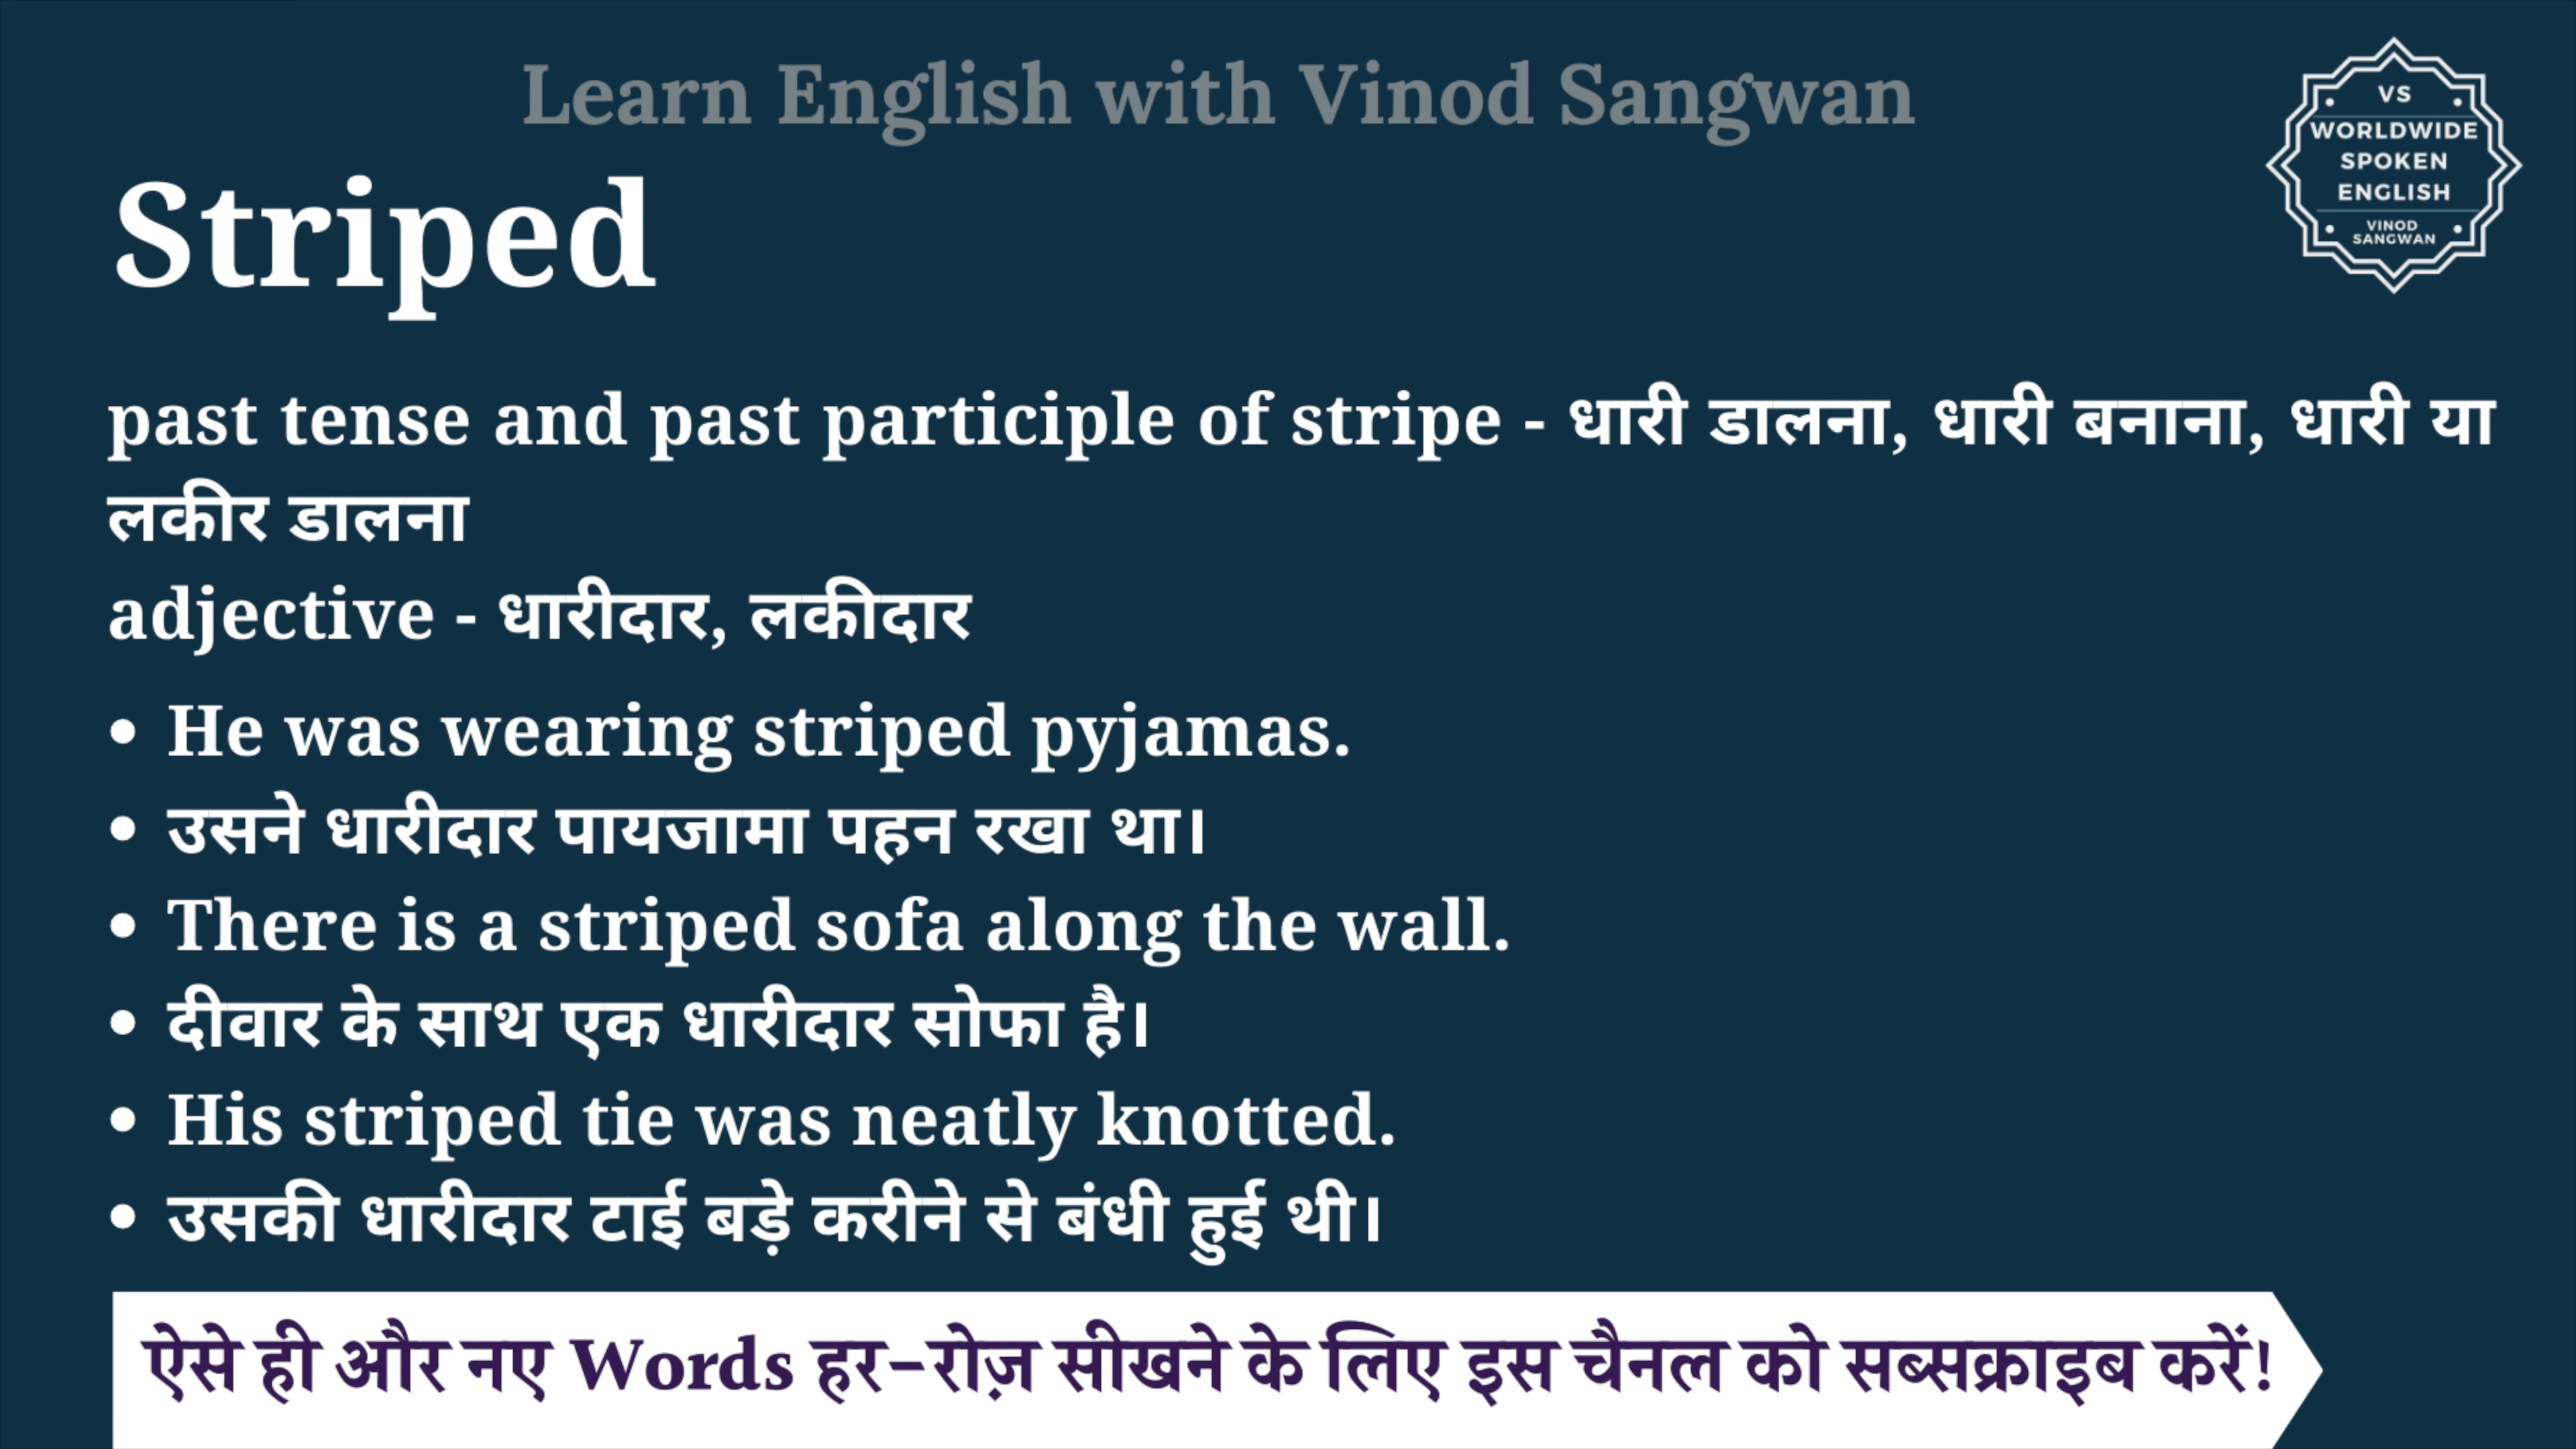 Learn English with Vinod Sangwan
VS
WORLDWIDE
SPOKEN
ENGLISH
VINOD
SANGWAN
Striped
past tense and past participle of stripe - धारी डालना, धारी बनाना, धारी या
लकीर डालना
adjective - धारीदार, लकीदार
• He was wearing striped pyjamas.
• उसने धारीदार पायजामा पहन रखा था।
• There is a striped sofa along the wall.
• दीवार के साथ एक धारीदार सोफा है।
• His striped tie was neatly knotted.
• उसकी धारीदार टाई बड़े करीने से बंधी हुई थी।
ऐसे ही और नए Words हर-रोज़ सीखने के लिए इस चैनल को सब्सक्राइब करें!